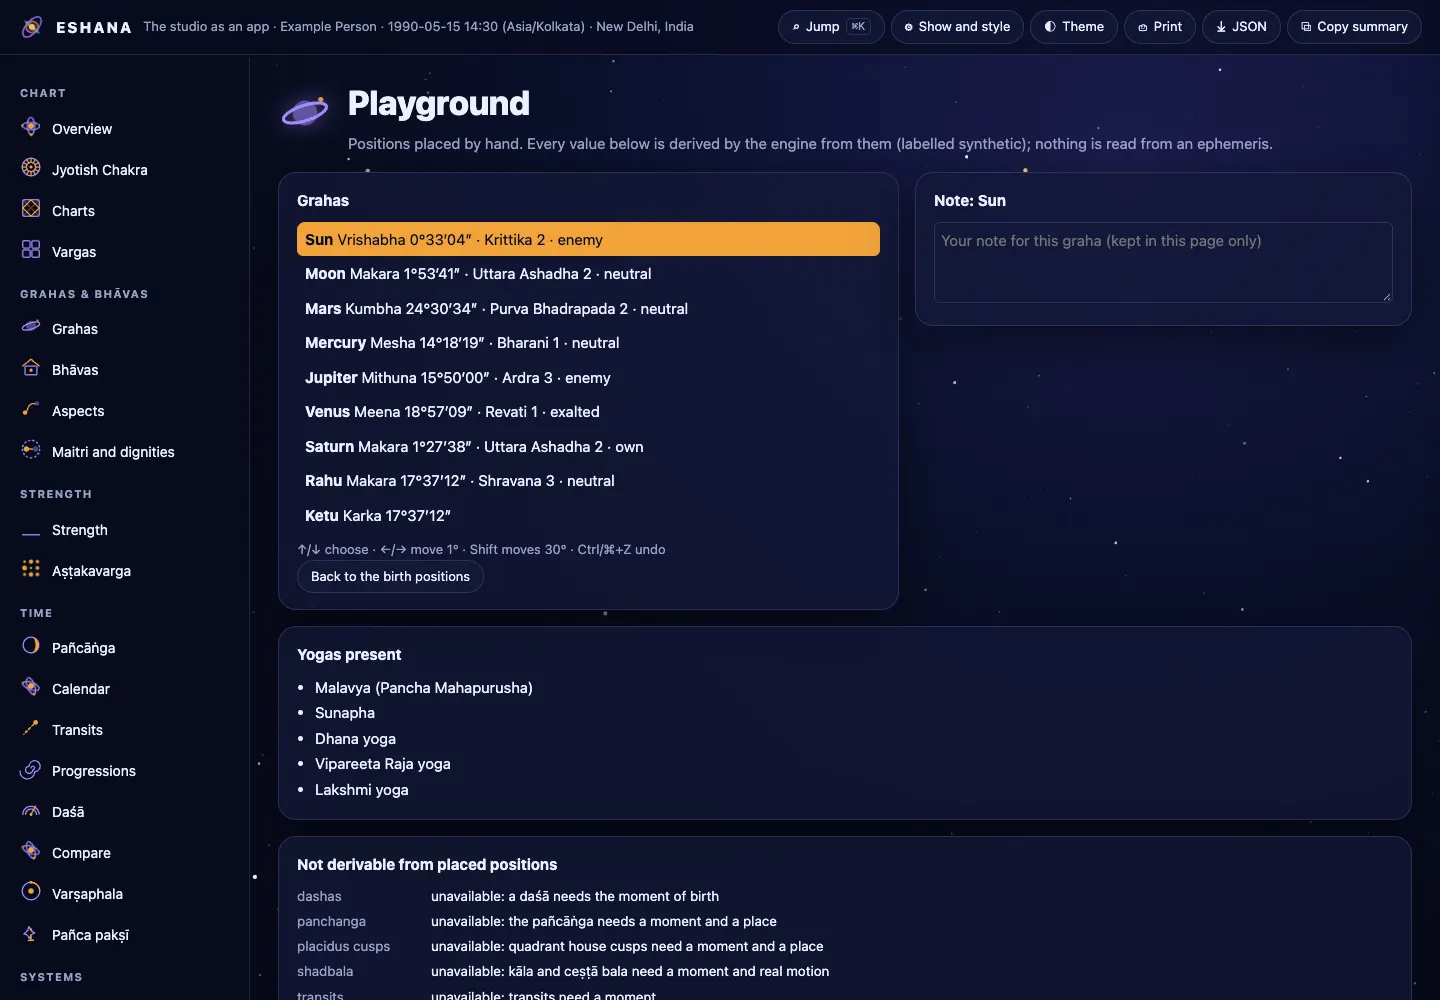 ESHANA The studio as an app · Example Person · 1990-05-15 14:30 (Asia/Kolkata) · New Delhi, India
Jump ⌘K
Show and style
Theme
Print
JSON
Copy summary
CHART
Overview
Jyotish Chakra
Charts
Vargas
GRAHAS & BHĀVAS
Grahas
Bhāvas
Aspects
Maitri and dignities
STRENGTH
Strength
Aṣṭakavarga
TIME
Pañcāṅga
Calendar
Transits
Progressions
Daśā
Compare
Varṣaphala
Pañca pakṣī
SYSTEMS
Playground
Positions placed by hand. Every value below is derived by the engine from them (labelled synthetic); nothing is read from an ephemeris.
Grahas
Sun Vrishabha 0°33′04″ · Krittika 2 · enemy
Moon Makara 1°53′41″ · Uttara Ashadha 2 · neutral
Mars Kumbha 24°30′34″ · Purva Bhadrapada 2 · neutral
Mercury Mesha 14°18′19″ · Bharani 1 · neutral
Jupiter Mithuna 15°50′00″ · Ardra 3 · enemy
Venus Meena 18°57′09″ · Revati 1 · exalted
Saturn Makara 1°27′38″ · Uttara Ashadha 2 · own
Rahu Makara 17°37′12″ · Shravana 3 · neutral
Ketu Karka 17°37′12″
↑/↓ choose · ←/→ move 1° · Shift moves 30° · Ctrl/⌘+Z undo
Back to the birth positions
Note: Sun
Your note for this graha (kept in this page only)
Yogas present
• Malavya (Pancha Mahapurusha)
• Sunapha
• Dhana yoga
• Vipareeta Raja yoga
• Lakshmi yoga
Not derivable from placed positions
dashas unavailable: a daśā needs the moment of birth
panchanga unavailable: the pañcāṅga needs a moment and a place
placidus cusps unavailable: quadrant house cusps need a moment and a place
shadbala unavailable: kāla and ceṣṭā bala need a moment and real motion
transits unavailable: transits need a moment